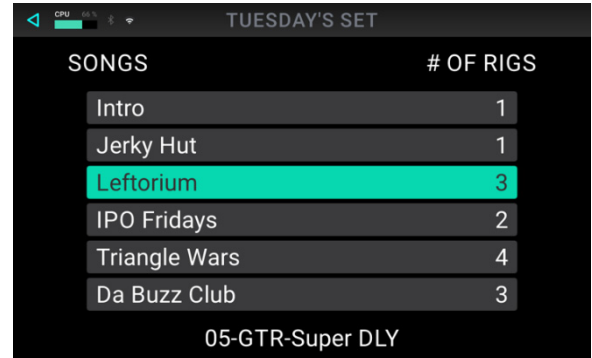 CPU 66% TUESDAY'S SET
SONGS # OF RIGS
Intro 1
Jerky Hut 1
Leftorium 3
IPO Fridays 2
Triangle Wars 4
Da Buzz Club 3
05-GTR-Super DLY